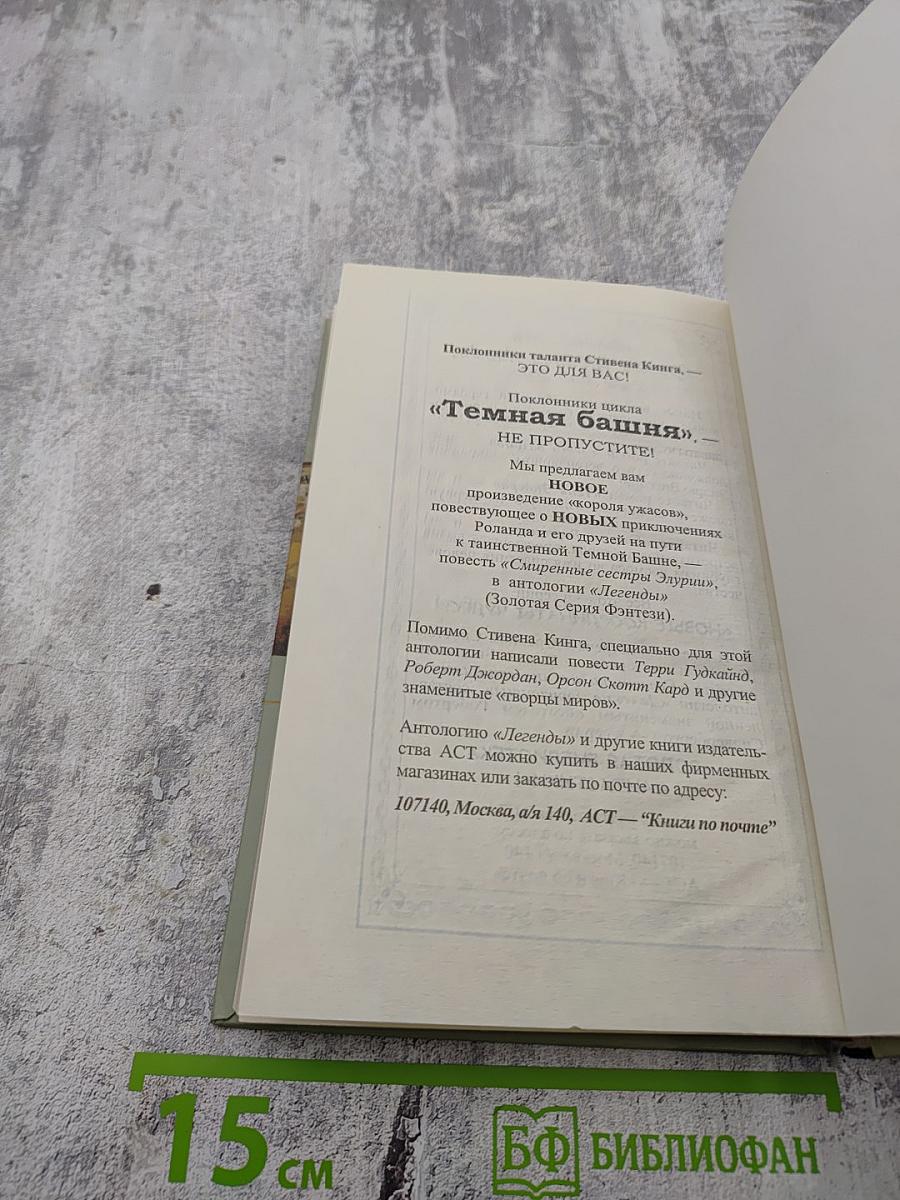 Поклонники таланта Стивена Кинга, —
ЭТО ДЛЯ ВАС!
Поклонники цикла
«Темная башня», —
НЕ ПРОПУСТИТЕ!
Мы предлагаем вам
НОВОЕ
произведение «короля ужасов»,
повествующее о НОВЫХ приключениях
Роланда и его друзей на пути
к таинственной Темной Башне, —
повесть «Смиренные сестры Элурии»,
в антологии «Легенды»
(Золотая Серия Фэнтези).
Помимо Стивена Кинга, специально для этой
антологии написали повести Терри Гудкайнд,
Роберт Джордан, Орсон Скотт Кард и другие
знаменитые «творцы миров».
Антологию «Легенды» и другие книги издатель-
ства АСТ можно купить в наших фирменных
магазинах или заказать по почте по адресу:
107140, Москва, а/я 140, АСТ — “Книги по почте”
15 см
БФ БИБЛИОФАН